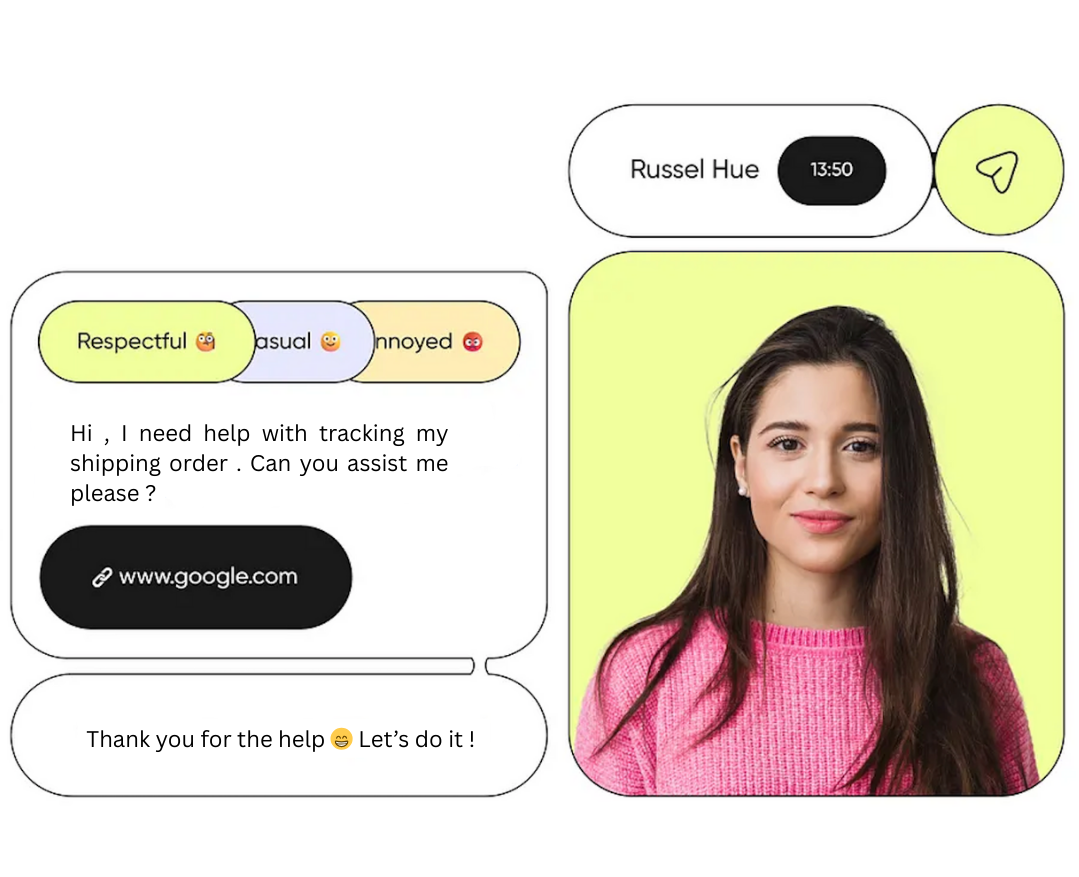 Russel Hue 13:50
Respectful 🧐 asual 🙂 nnoyed 😡
Hi , I need help with tracking my
shipping order . Can you assist me
please ?
www.google.com
Thank you for the help 😁 Let’s do it !